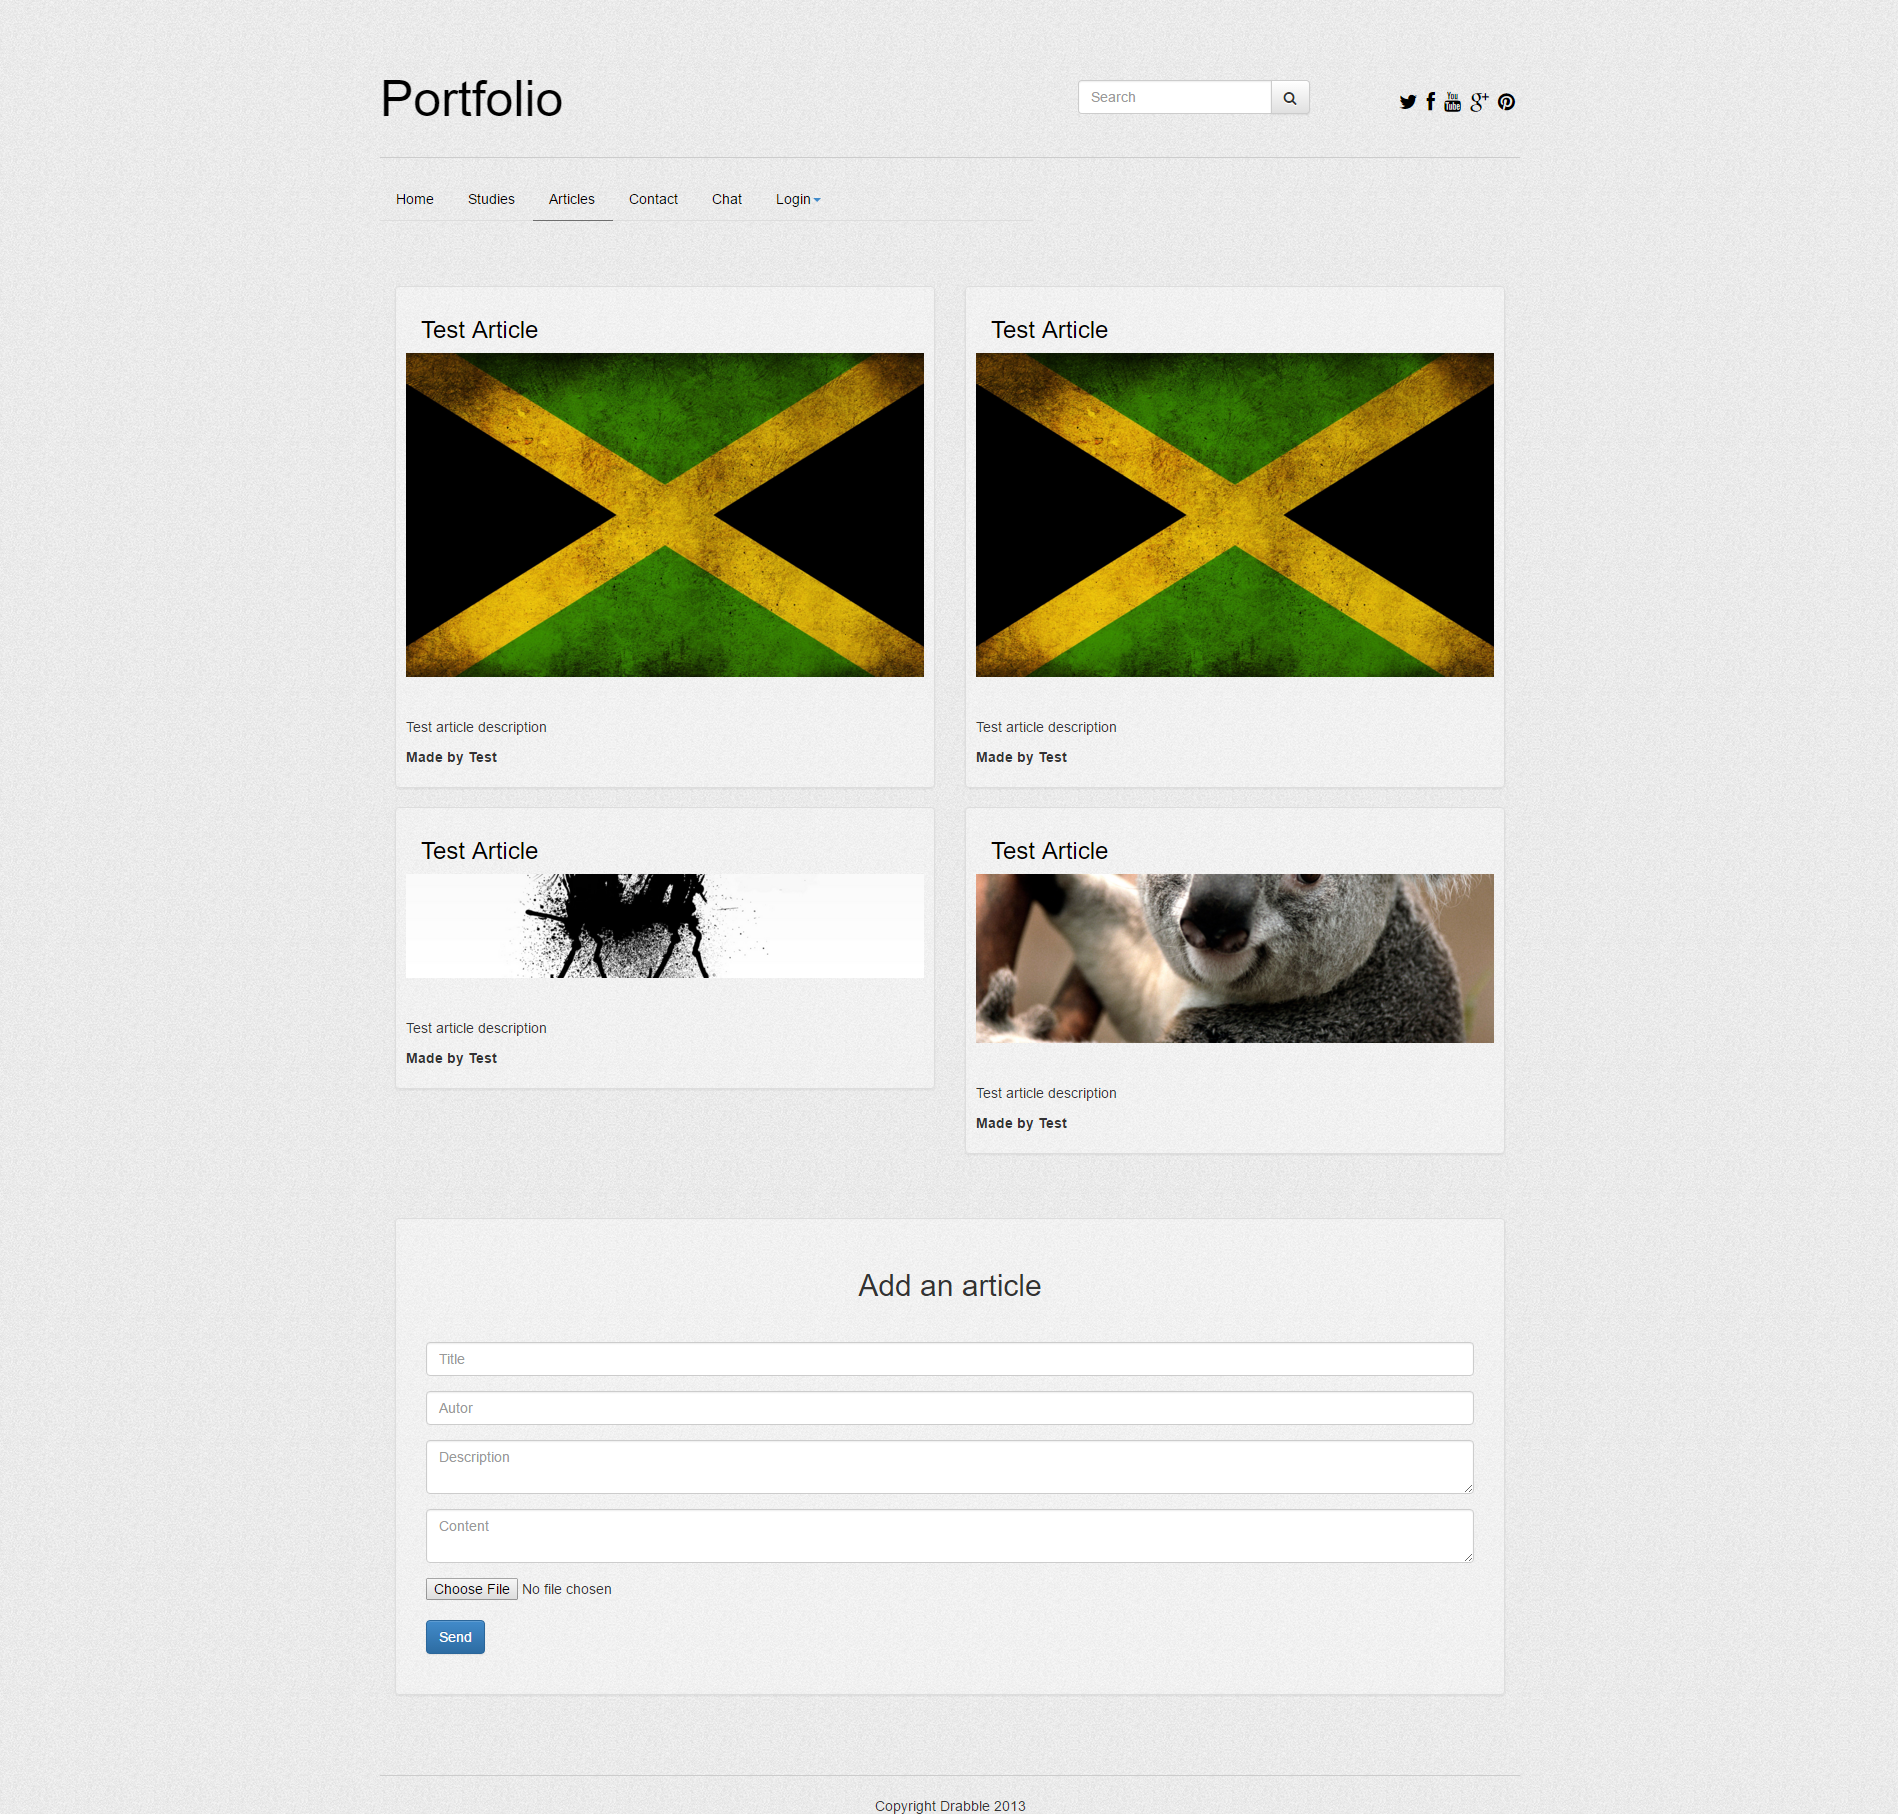 Portfolio
Search
You
Tube
g+
Home Studies Articles Contact Chat Login
Test Article
Test article description
Made by Test
Test Article
Test article description
Made by Test
Test Article
Test article description
Made by Test
Test Article
Test article description
Made by Test
Add an article
Title
Autor
Description
Content
Choose File No file chosen
Send
Copyright Drabble 2013